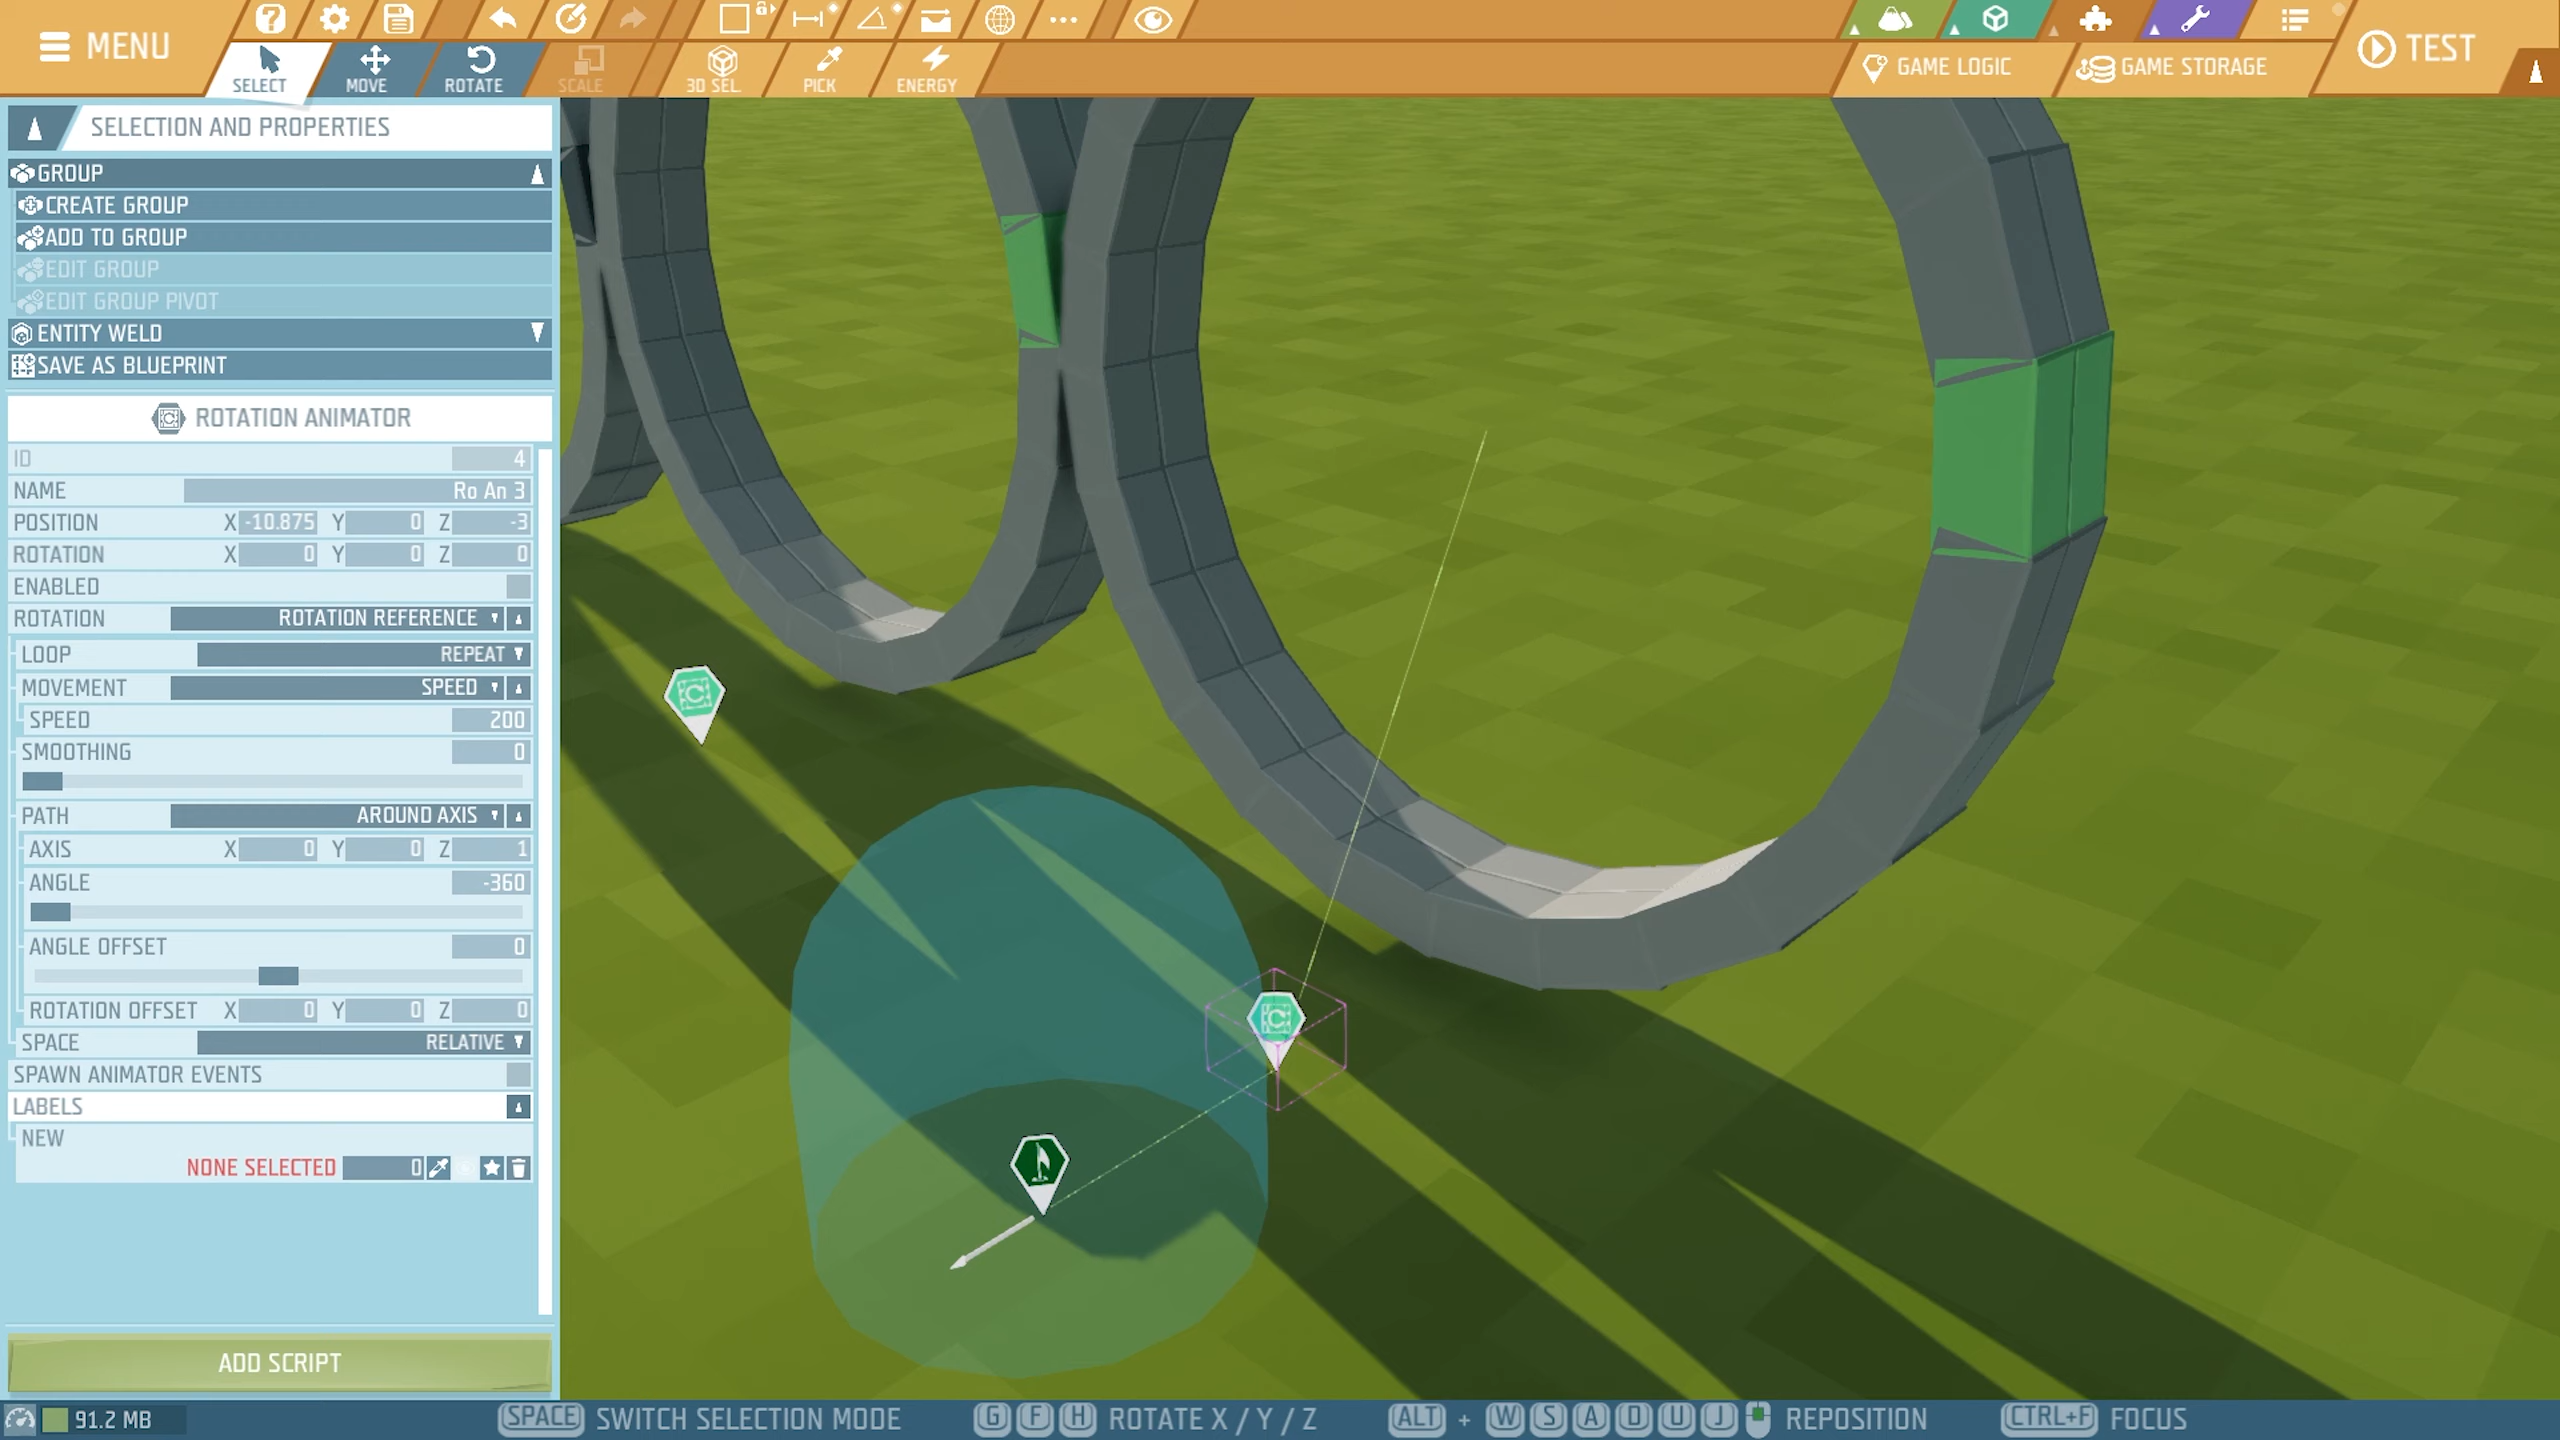 MENU
SELECT
MOVE
ROTATE
SCALE
3D SEL.
PICK
ENERGY
GAME LOGIC
GAME STORAGE
TEST
SELECTION AND PROPERTIES
GROUP
CREATE GROUP
ADD TO GROUP
EDIT GROUP
EDIT GROUP PIVOT
ENTITY WELD
SAVE AS BLUEPRINT
ROTATION ANIMATOR
ID 4
NAME Ro An 3
POSITION X -10.875 Y 0 Z -3
ROTATION X 0 Y 0 Z 0
ENABLED
ROTATION ROTATION REFERENCE
LOOP REPEAT
MOVEMENT SPEED
SPEED 200
SMOOTHING 0
PATH AROUND AXIS
AXIS X 0 Y 0 Z 1
ANGLE -360
ANGLE OFFSET 0
ROTATION OFFSET X 0 Y 0 Z 0
SPACE RELATIVE
SPAWN ANIMATOR EVENTS
LABELS
NEW
NONE SELECTED 0
ADD SCRIPT
91.2 MB
SPACE SWITCH SELECTION MODE
G F H ROTATE X / Y / Z
ALT + W S A D U J REPOSITION
CTRL+F FOCUS